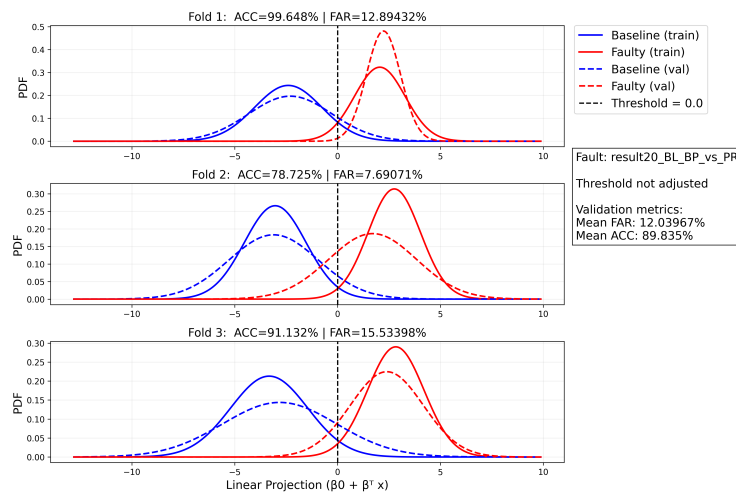 Fold 1:  ACC=99.648% | FAR=12.89432%
PDF
0.5
0.4
0.3
0.2
0.1
0.0
−10
−5
0
5
10
Baseline (train)
Faulty (train)
Baseline (val)
Faulty (val)
Threshold = 0.0
Fault: result20_BL_BP_vs_PR
Threshold not adjusted
Validation metrics:
Mean FAR: 12.03967%
Mean ACC: 89.835%
Fold 2:  ACC=78.725% | FAR=7.69071%
PDF
0.30
0.25
0.20
0.15
0.10
0.05
0.00
−10
−5
0
5
10
Fold 3:  ACC=91.132% | FAR=15.53398%
PDF
0.30
0.25
0.20
0.15
0.10
0.05
0.00
−10
−5
0
5
10
Linear Projection (β0 + βᵀ x)